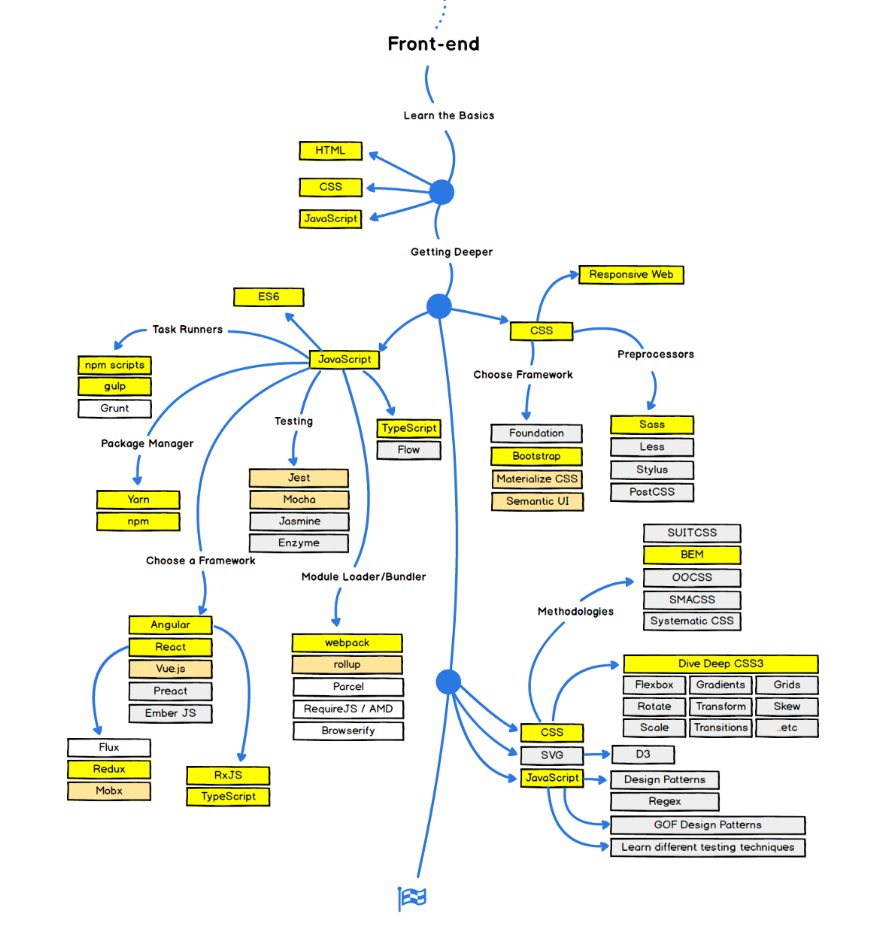 Front-end
Learn the Basics
HTML
CSS
JavaScript
Getting Deeper
Responsive Web
ES6
CSS
Task Runners
JavaScript
Preprocessors
npm scripts
gulp
Grunt
Choose Framework
Testing
TypeScript
Flow
Sass
Less
Stylus
PostCSS
Foundation
Bootstrap
Materialize CSS
Semantic UI
Package Manager
Yarn
npm
Jest
Mocha
Jasmine
Enzyme
SUITCSS
BEM
OOCSS
SMACSS
Systematic CSS
Choose a Framework
Module Loader/Bundler
Methodologies
Angular
React
Vue.js
Preact
Ember JS
webpack
rollup
Parcel
RequireJS / AMD
Browserify
Dive Deep CSS3
Flexbox Gradients Grids
Rotate Transform Skew
Scale Transitions ..etc
Flux
Redux
Mobx
RxJS
TypeScript
CSS
SVG
D3
JavaScript
Design Patterns
Regex
GOF Design Patterns
Learn different testing techniques